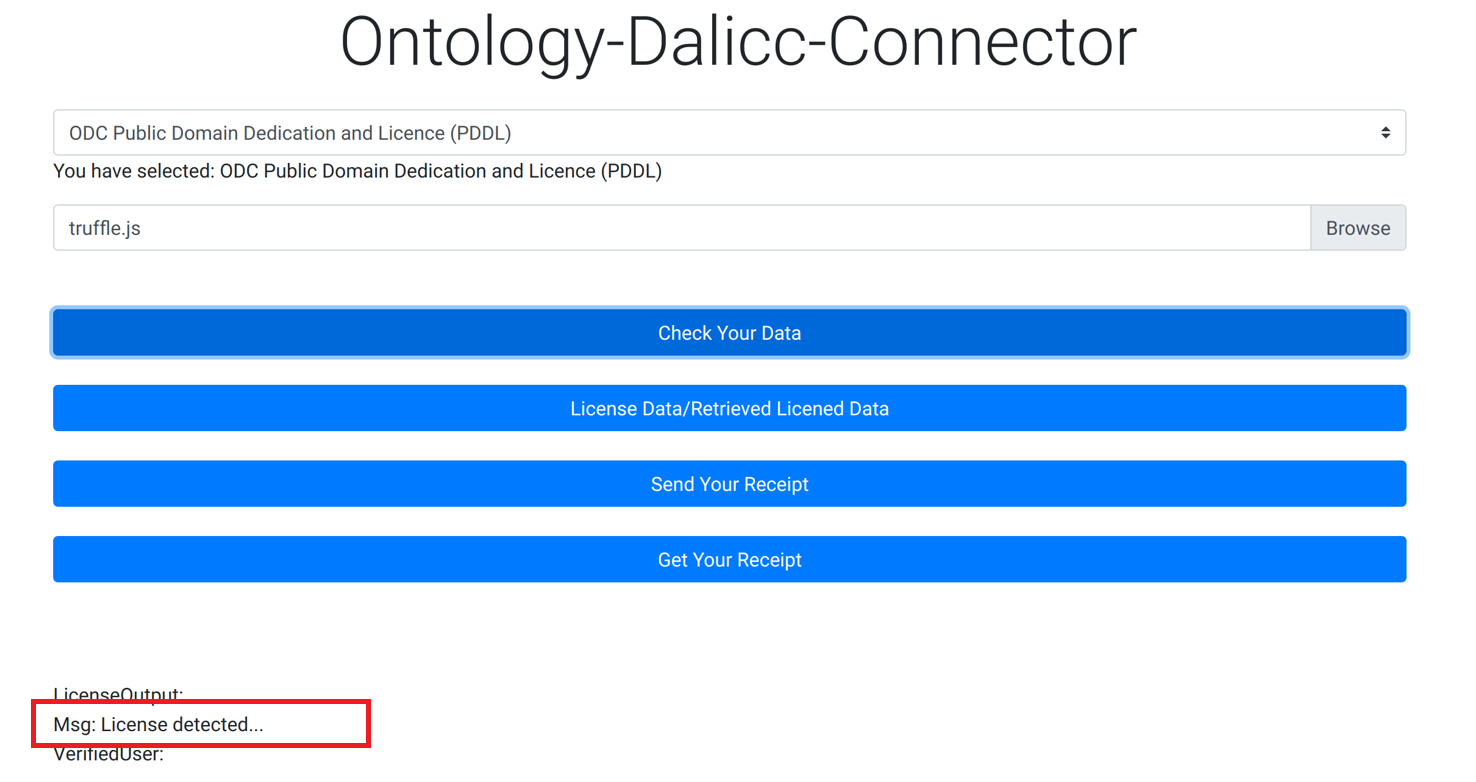 Ontology-Dalicc-Connector
ODC Public Domain Dedication and Licence (PDDL)
You have selected: ODC Public Domain Dedication and Licence (PDDL)
truffle.js Browse
Check Your Data
License Data/Retrieved Licened Data
Send Your Receipt
Get Your Receipt
LicenseOutput:
Msg: License detected...
VerifiedUser: